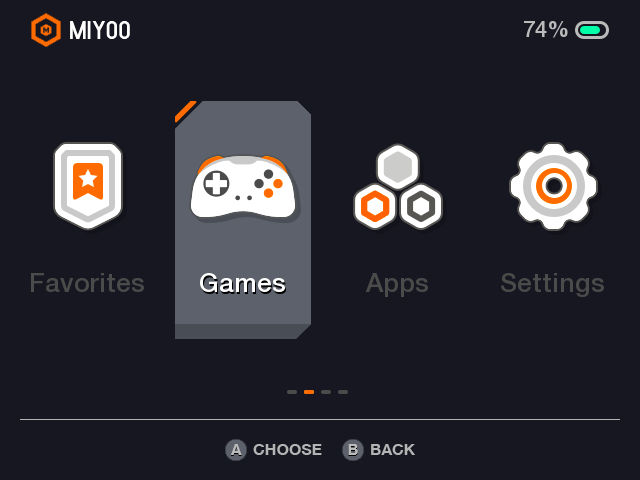 MIYOO
74%
Favorites
Games
Apps
Settings
A CHOOSE
B BACK